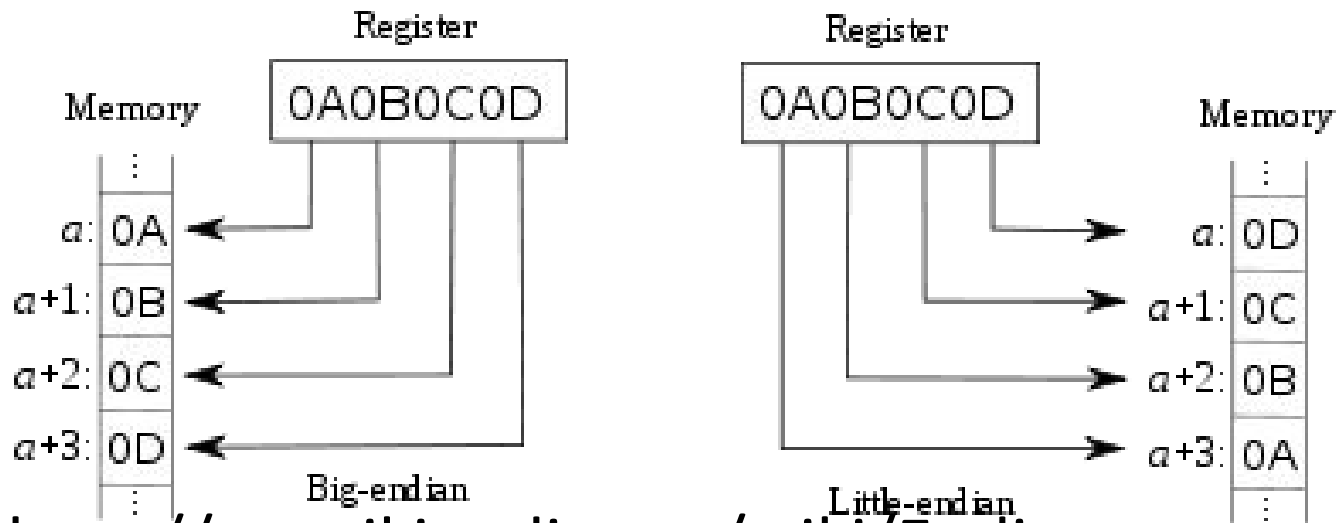 Register
0A0B0C0D
Memory
⋮
a: 0A
a+1: 0B
a+2: 0C
a+3: 0D
⋮
Big-endian
Register
0A0B0C0D
Memory
⋮
a: 0D
a+1: 0C
a+2: 0B
a+3: 0A
⋮
Little-endian